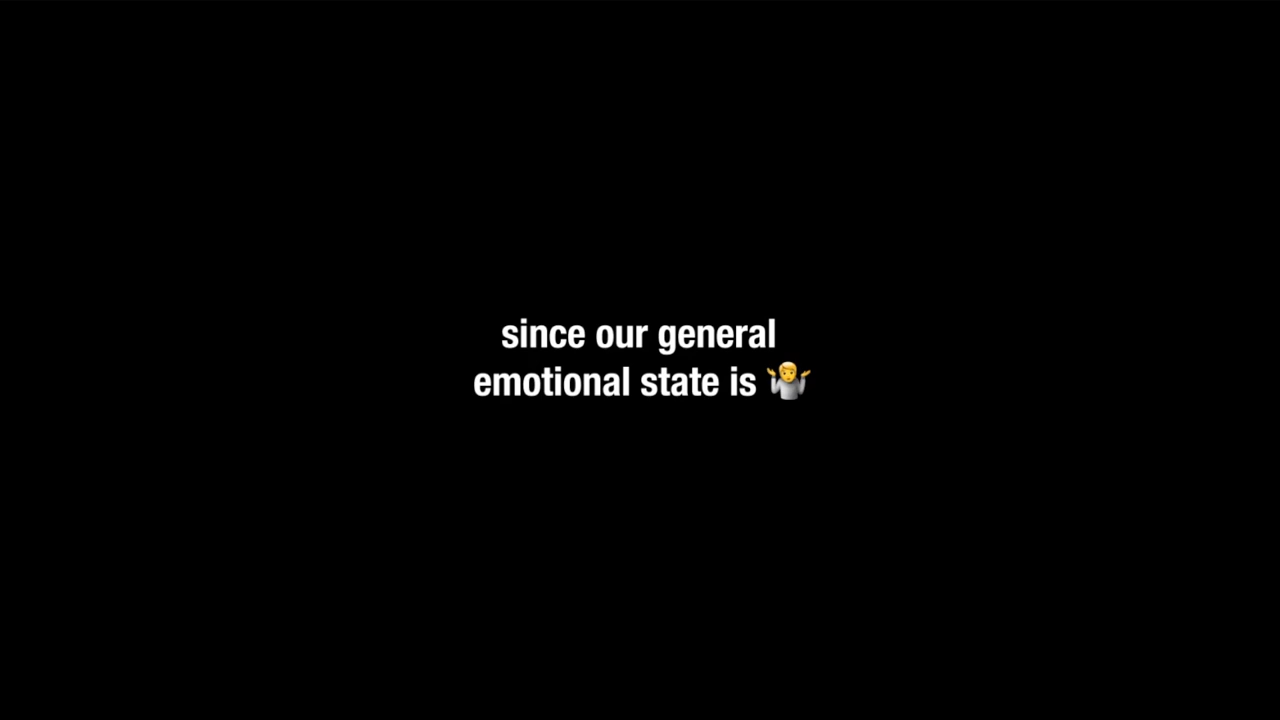 since our general
emotional state is 🤷‍♂️